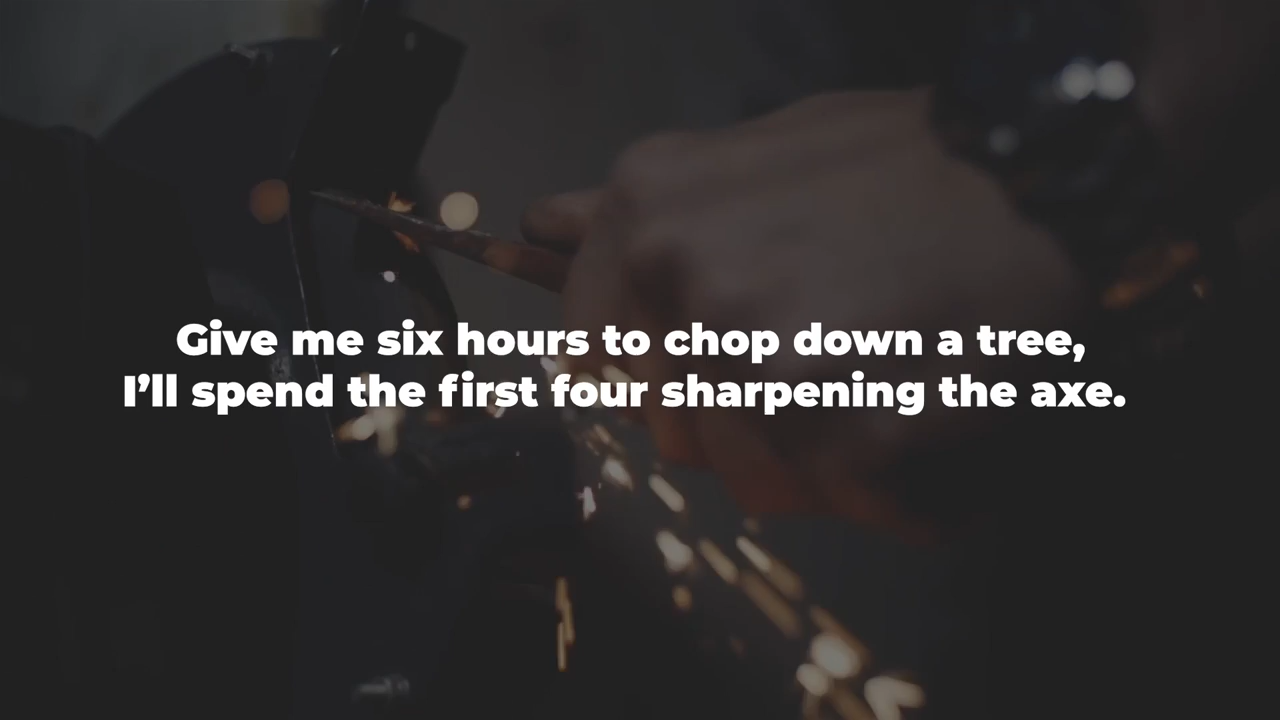 Give me six hours to chop down a tree,
I’ll spend the first four sharpening the axe.